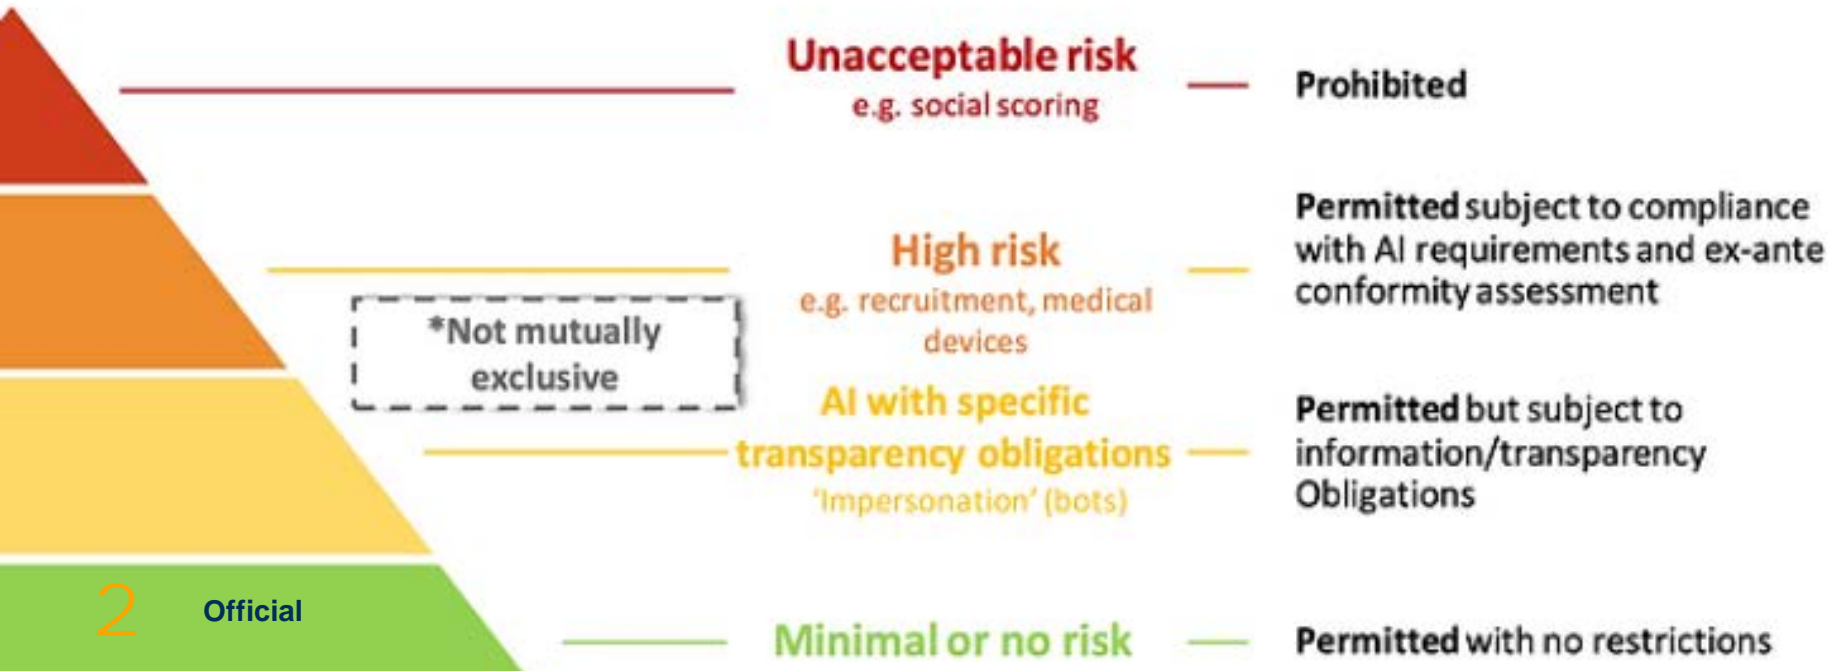 Unacceptable risk
e.g. social scoring
Prohibited
High risk
e.g. recruitment, medical
devices
Permitted subject to compliance
with AI requirements and ex-ante
conformity assessment
*Not mutually
exclusive
AI with specific
transparency obligations
'Impersonation' (bots)
Permitted but subject to
information/transparency
Obligations
Minimal or no risk
Permitted with no restrictions
2
Official